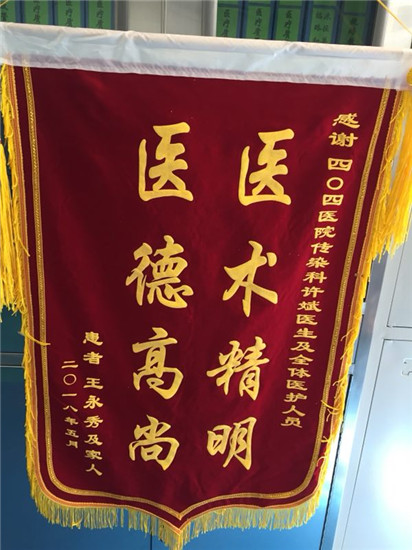 感谢 四〇四医院传染科许斌医生及全体医护人员
医术精明
医德高尚
患者 王永秀及家人
二〇一八年五月